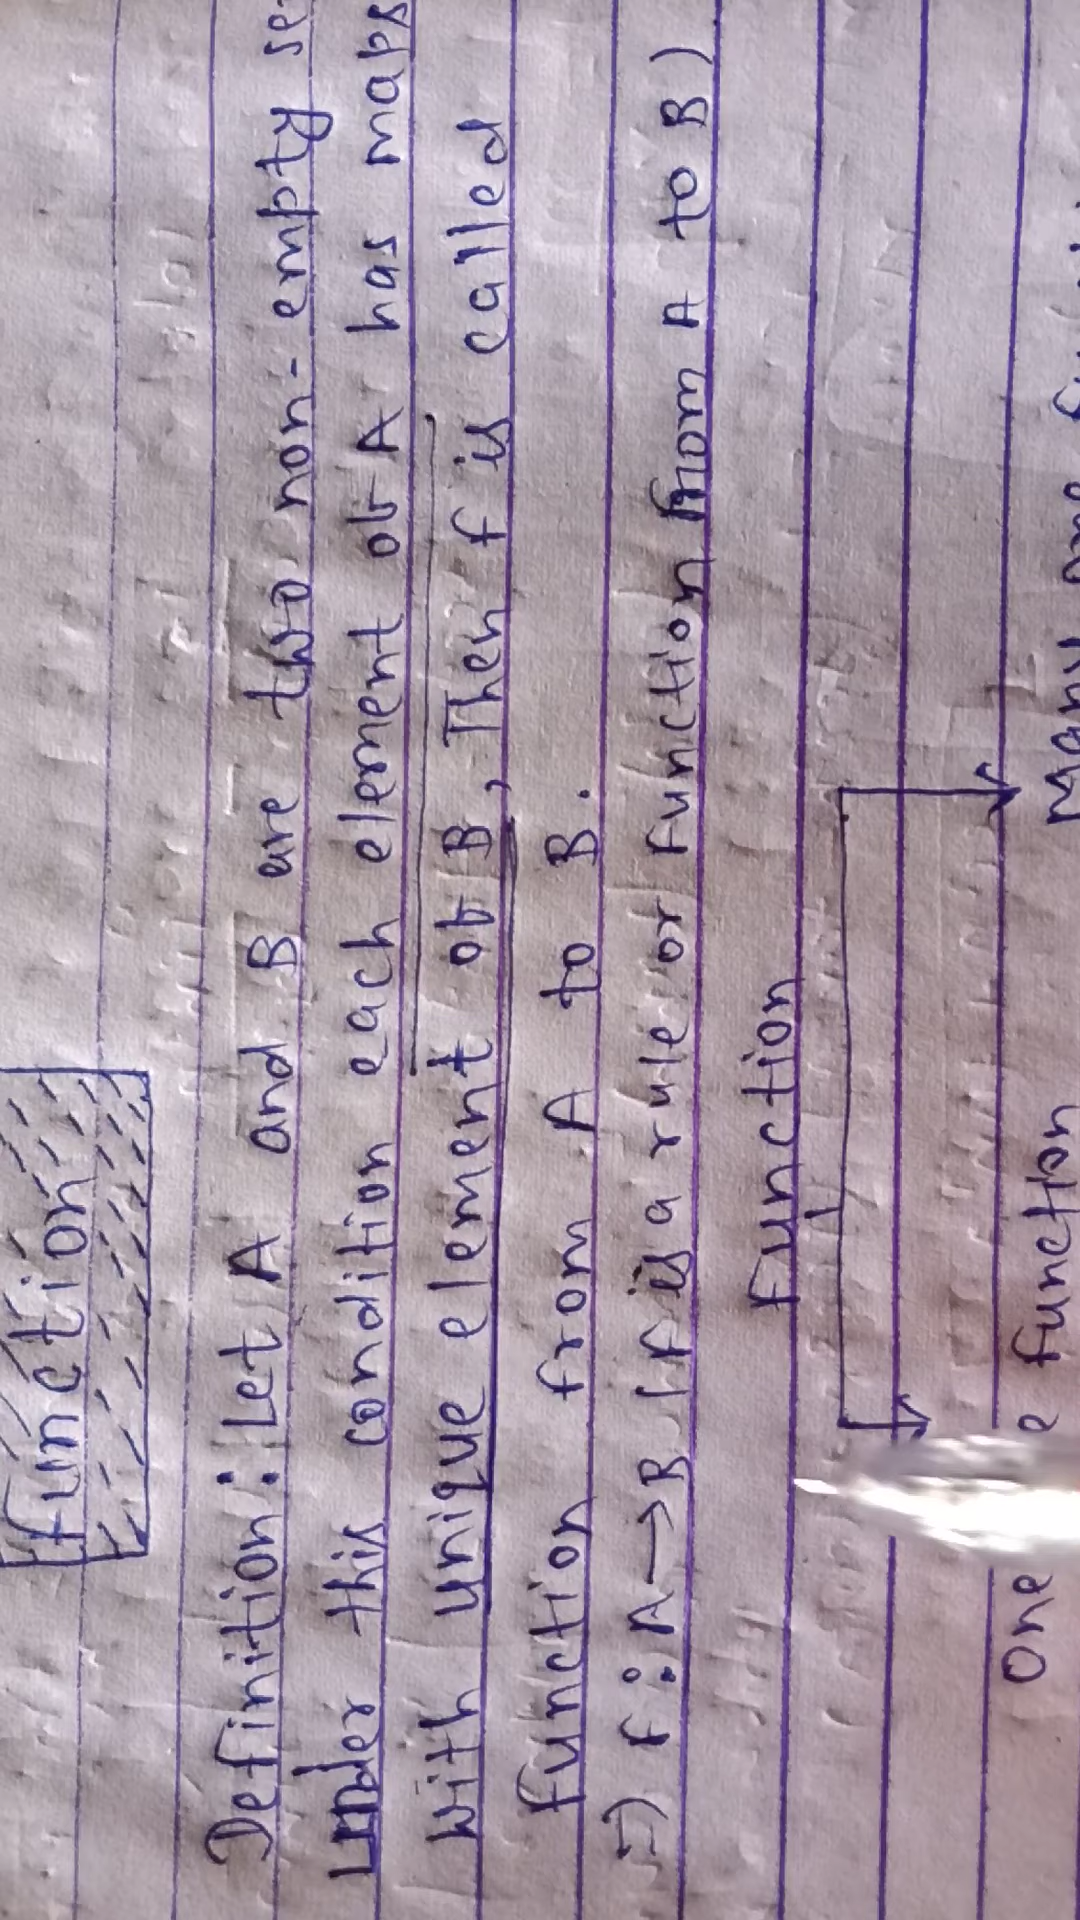 Function
Definition: Let A and B are two non-empty se
under this condition each element of A has maps
with unique element of B, Then f is called
function from A to B.
=) f: A→B (f is a rule or function from A to B)
Function
One function Many one